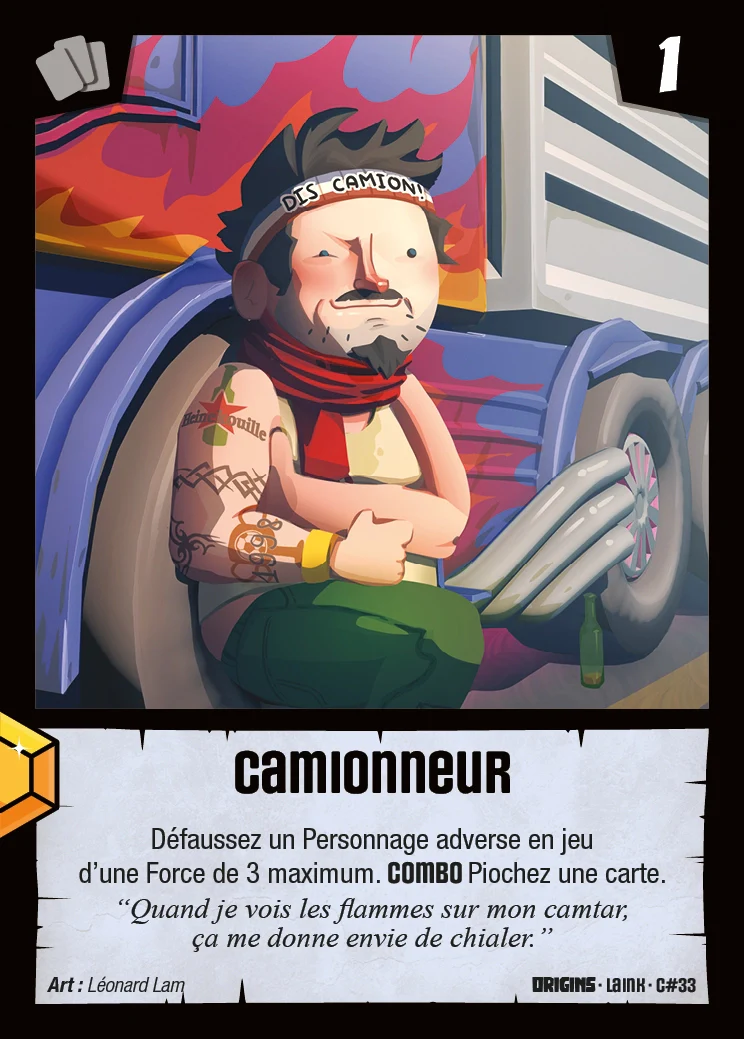 1
DIS CAMION!
Heinekouille
1998
CAMIONNEUR
Défaussez un Personnage adverse en jeu
d’une Force de 3 maximum. COMBO Piochez une carte.
“Quand je vois les flammes sur mon camtar,
ça me donne envie de chialer.”
Art : Léonard Lam
ORIGINS · LAINK · C#33